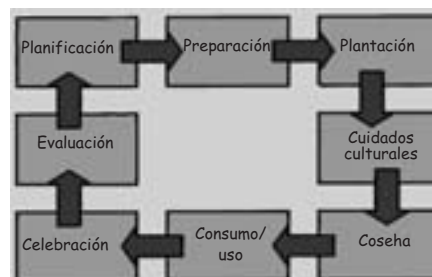 Planificación
Preparación
Plantación
Cuidados
culturales
Coseha
Consumo/
uso
Celebración
Evaluación